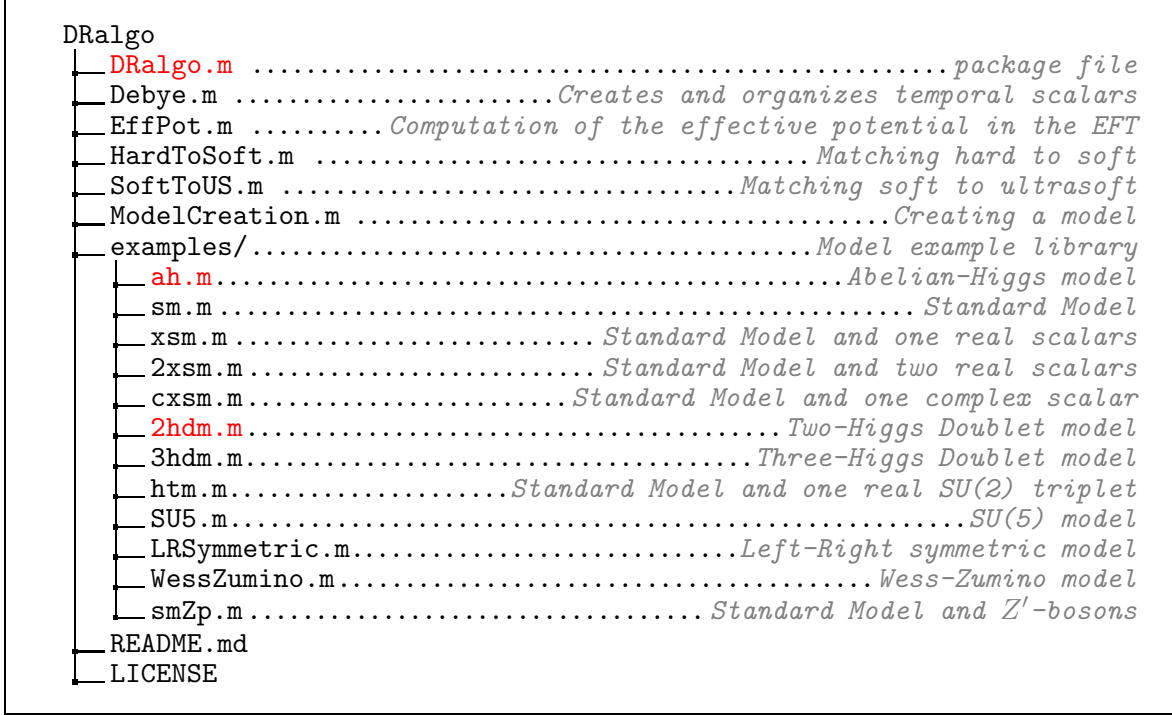 DRalgo
DRalgo.m ................................................... package file
Debye.m ........................ Creates and organizes temporal scalars
EffPot.m .......... Computation of the effective potential in the EFT
HardToSoft.m ..................................... Matching hard to soft
SoftToUS.m .................................. Matching soft to ultrasoft
ModelCreation.m ........................................ Creating a model
examples/ .......................................... Model example library
ah.m ............................................... Abelian-Higgs model
sm.m .................................................... Standard Model
xsm.m ........................... Standard Model and one real scalars
2xsm.m .......................... Standard Model and two real scalars
cxsm.m ........................ Standard Model and one complex scalar
2hdm.m ........................................ Two-Higgs Doublet model
3hdm.m ...................................... Three-Higgs Doublet model
htm.m ..................... Standard Model and one real SU(2) triplet
SU5.m ....................................................... SU(5) model
LRSymmetric.m ............................. Left-Right symmetric model
WessZumino.m ........................................ Wess-Zumino model
smZp.m .................................. Standard Model and Z′-bosons
README.md
LICENSE